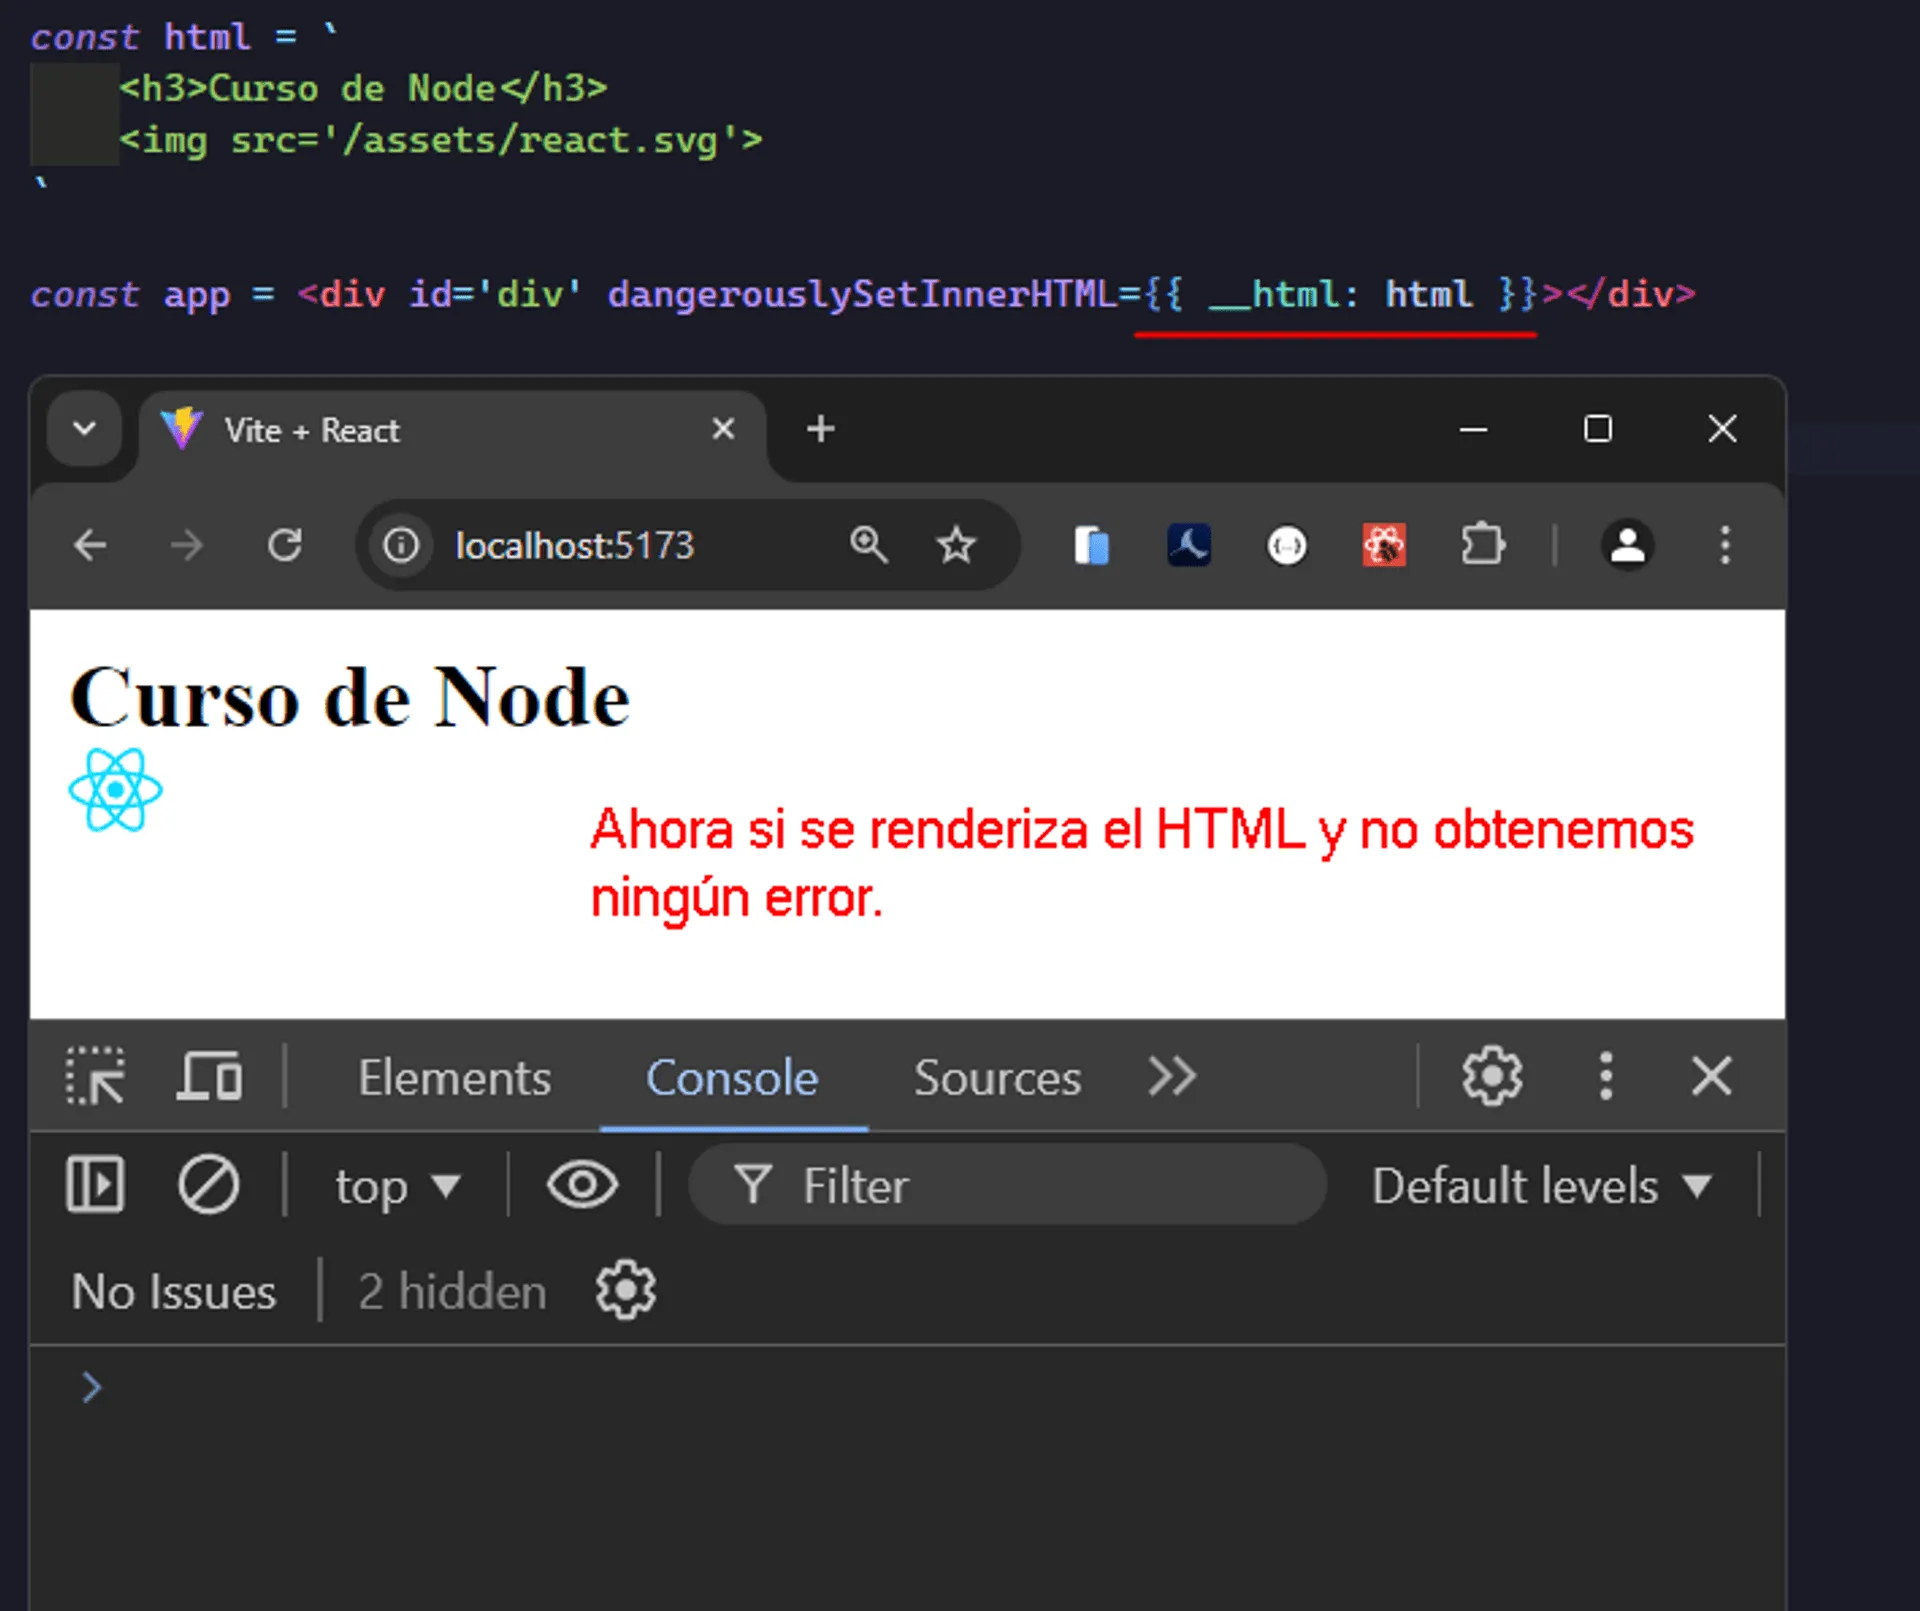 const html = `
<h3>Curso de Node</h3>
<img src='/assets/react.svg'>
`
const app = <div id='div' dangerouslySetInnerHTML={{ __html: html }}></div>
Vite + React
localhost:5173
Curso de Node
Ahora si se renderiza el HTML y no obtenemos
ningún error.
Elements Console Sources
top Filter Default levels
No Issues 2 hidden